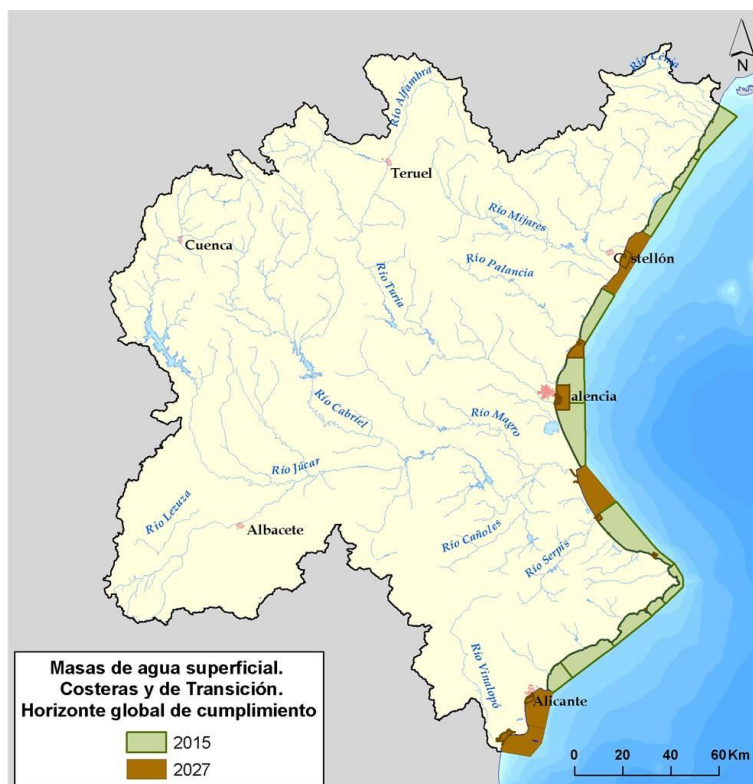 N
Río Cenia
Río Alfambra
Teruel
Río Mijares
Cuenca
Castellón
Río Palancia
Río Turia
Valencia
Río Cabriel
Río Magro
Río Júcar
Río Lezuza
Albacete
Río Cañoles
Río Serpis
Río Vinalopó
Alicante
Masas de agua superficial.
Costeras y de Transición.
Horizonte global de cumplimiento
2015
2027
0 20 40 60 Km